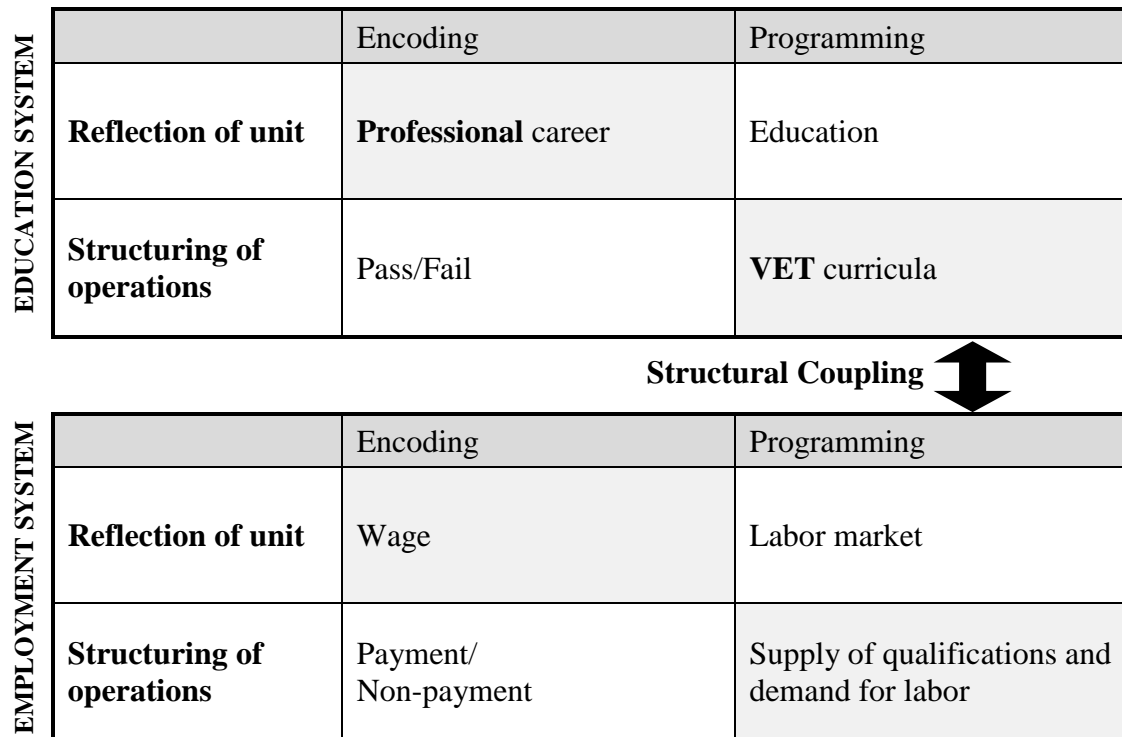 EDUCATION SYSTEM
Encoding
Programming
Reflection of unit
Professional career
Education
Structuring of
operations
Pass/Fail
VET curricula
Structural Coupling
EMPLOYMENT SYSTEM
Encoding
Programming
Reflection of unit
Wage
Labor market
Structuring of
operations
Payment/
Non-payment
Supply of qualifications and
demand for labor